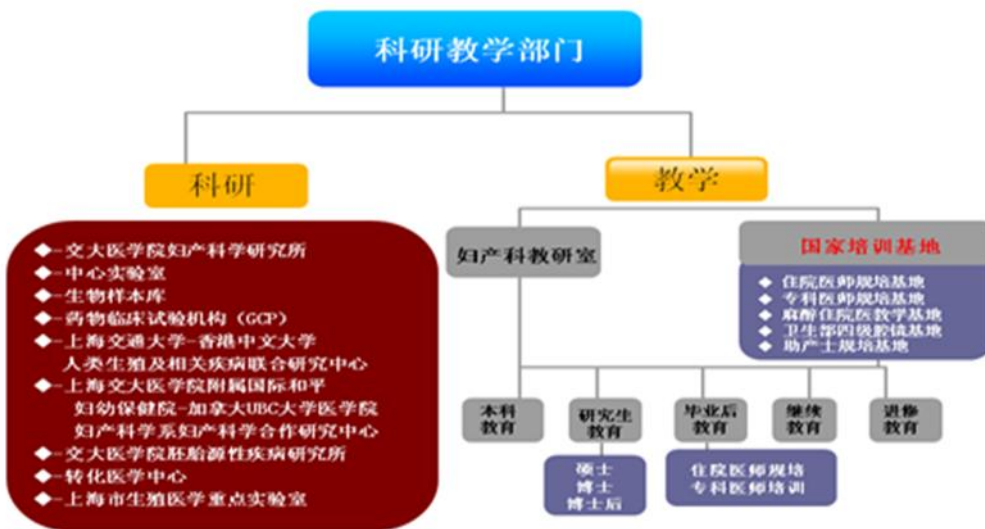 科研教学部门
科研
教学
交大医学院妇产科学研究所
中心实验室
生物样本库
药物临床试验机构（GCP）
上海交通大学-香港中文大学
人类生殖及相关疾病联合研究中心
上海交大医学院附属国际和平
妇幼保健院-加拿大UBC大学医学院
妇产科学系妇产科学合作研究中心
交大医学院胚胎源性疾病研究所
转化医学中心
上海市生殖医学重点实验室
妇产科教研室
国家培训基地
住院医师规培基地
专科医师规培基地
麻醉住院医教学基地
卫生部四级腔镜基地
助产士规培基地
本科
教育
研究生
教育
硕士
博士
博士后
毕业后
教育
住院医师规培
专科医师培训
继续
教育
进修
教育